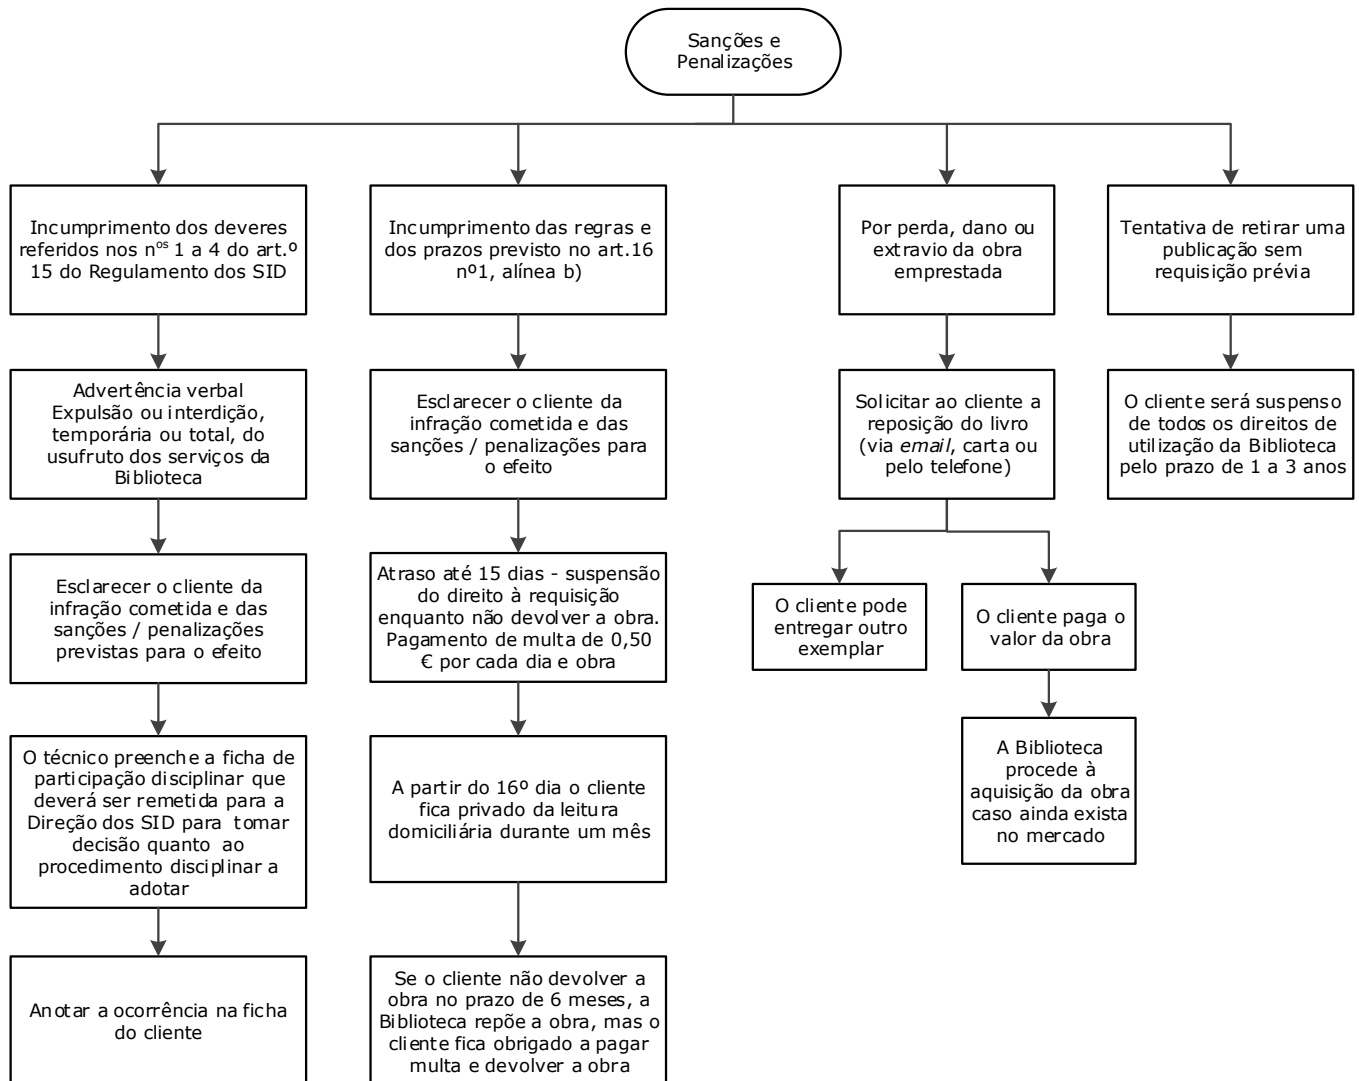 Sanções e
Penalizações
Incumprimento dos deveres
referidos nos nos 1 a 4 do art.º
15 do Regulamento dos SID
Incumprimento das regras e
dos prazos previsto no art.16
nº1, alínea b)
Por perda, dano ou
extravio da obra
emprestada
Tentativa de retirar uma
publicação sem
requisição prévia
Advertência verbal
Expulsão ou interdição,
temporária ou total, do
usufruto dos serviços da
Biblioteca
Esclarecer o cliente da
infração cometida e das
sanções / penalizações para
o efeito
Solicitar ao cliente a
reposição do livro
(via email, carta ou
pelo telefone)
O cliente será suspenso
de todos os direitos de
utilização da Biblioteca
pelo prazo de 1 a 3 anos
Esclarecer o cliente da
infração cometida e das
sanções / penalizações
previstas para o efeito
Atraso até 15 dias - suspensão
do direito à requisição
enquanto não devolver a obra.
Pagamento de multa de 0,50
€ por cada dia e obra
O cliente pode
entregar outro
exemplar
O cliente paga o
valor da obra
O técnico preenche a ficha de
participação disciplinar que
deverá ser remetida para a
Direção dos SID para tomar
decisão quanto ao
procedimento disciplinar a
adotar
A partir do 16º dia o cliente
fica privado da leitura
domiciliária durante um mês
A Biblioteca
procede à
aquisição da obra
caso ainda exista
no mercado
Anotar a ocorrência na ficha
do cliente
Se o cliente não devolver a
obra no prazo de 6 meses, a
Biblioteca repõe a obra, mas o
cliente fica obrigado a pagar
multa e devolver a obra